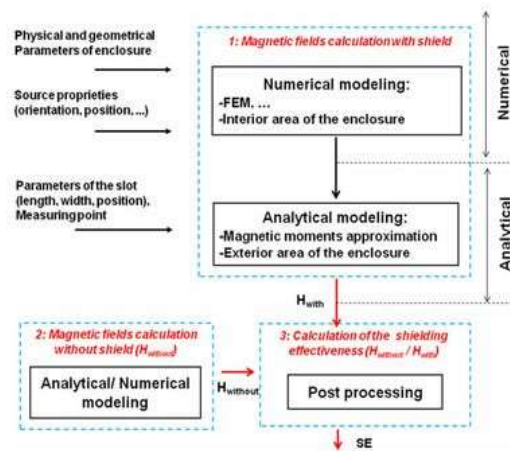 Physical and geometrical
Parameters of enclosure
Source proprieties
(orientation, position, ...)
Parameters of the slot
(length, width, position),
Measuring point
1: Magnetic fields calculation with shield
Numerical modeling:
-FEM, ...
-Interior area of the enclosure
Analytical modeling:
-Magnetic moments approximation
-Exterior area of the enclosure
Numerical
Analytical
Hwith
2: Magnetic fields calculation
without shield (Hwithout)
Analytical/ Numerical
modeling
Hwithout
3: Calculation of the shielding
effectiveness (Hwithout / Hwith)
Post processing
SE